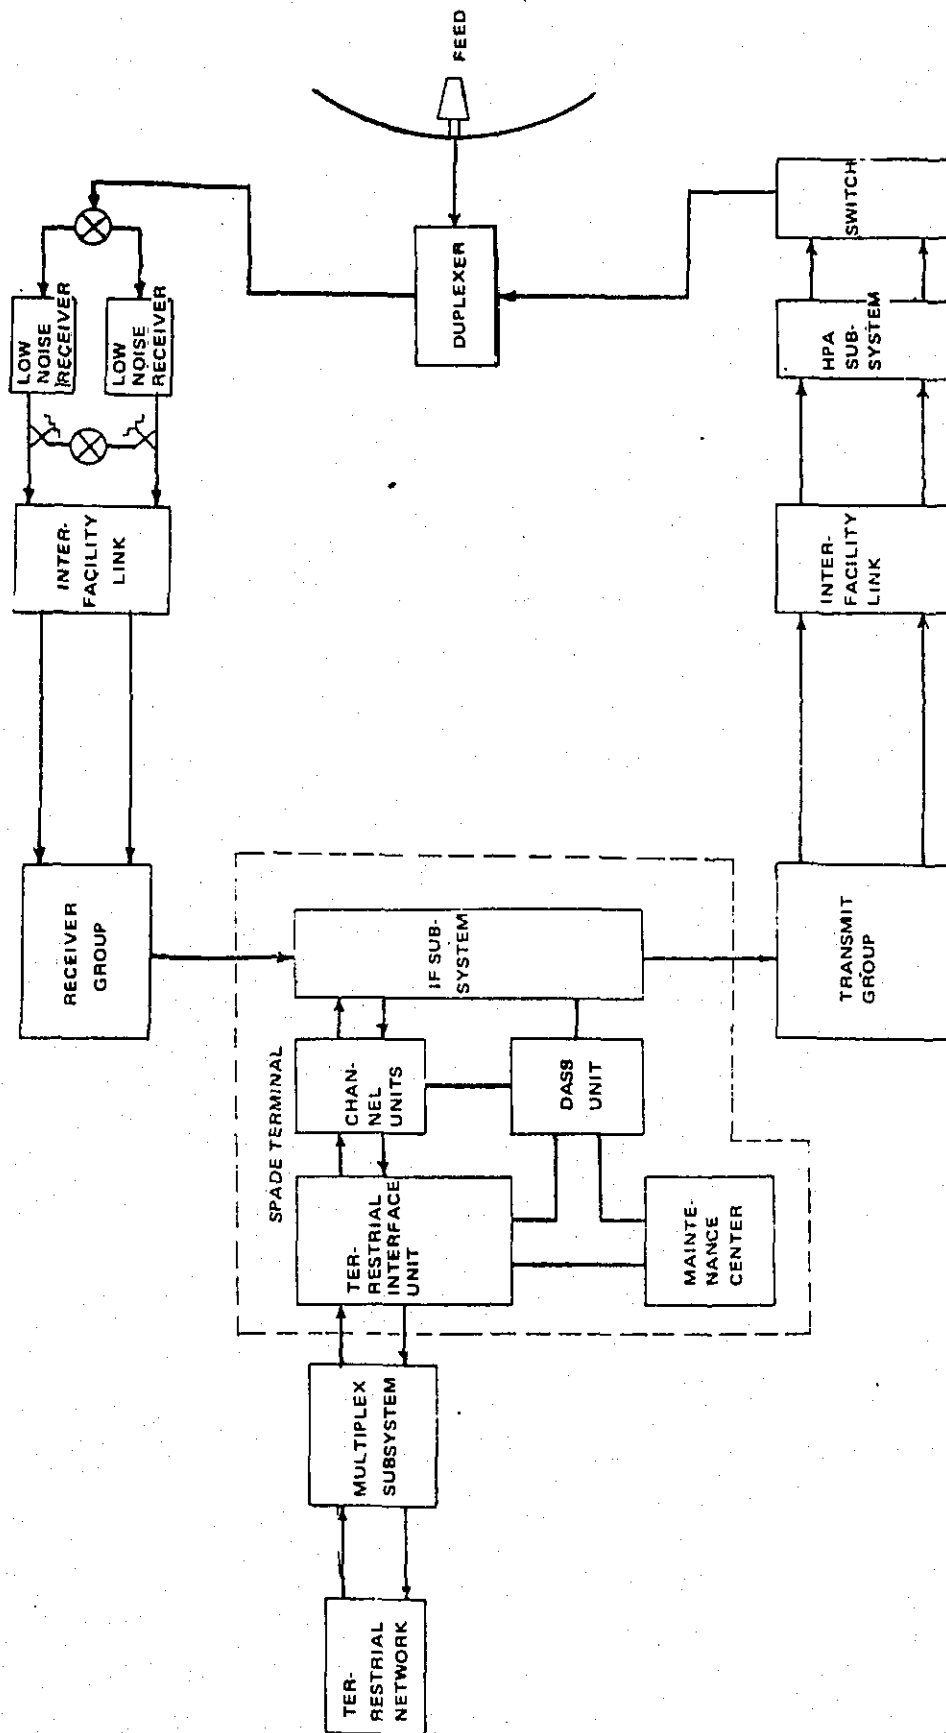 TER-
RESTRIAL
NETWORK
MULTIPLEX
SUBSYSTEM
SPADE TERMINAL
TER-
RESTRIAL
INTERFACE
UNIT
MAINTE-
NANCE
CENTER
CHAN-
NEL
UNITS
DASS
UNIT
IF SUB-
SYSTEM
RECEIVER
GROUP
TRANSMIT
GROUP
INTER-
FACILITY
LINK
INTER-
FACILITY
LINK
LOW
NOISE
RECEIVER
LOW
NOISE
RECEIVER
HPA
SUB-
SYSTEM
DUPLEXER
SWITCH
FEED